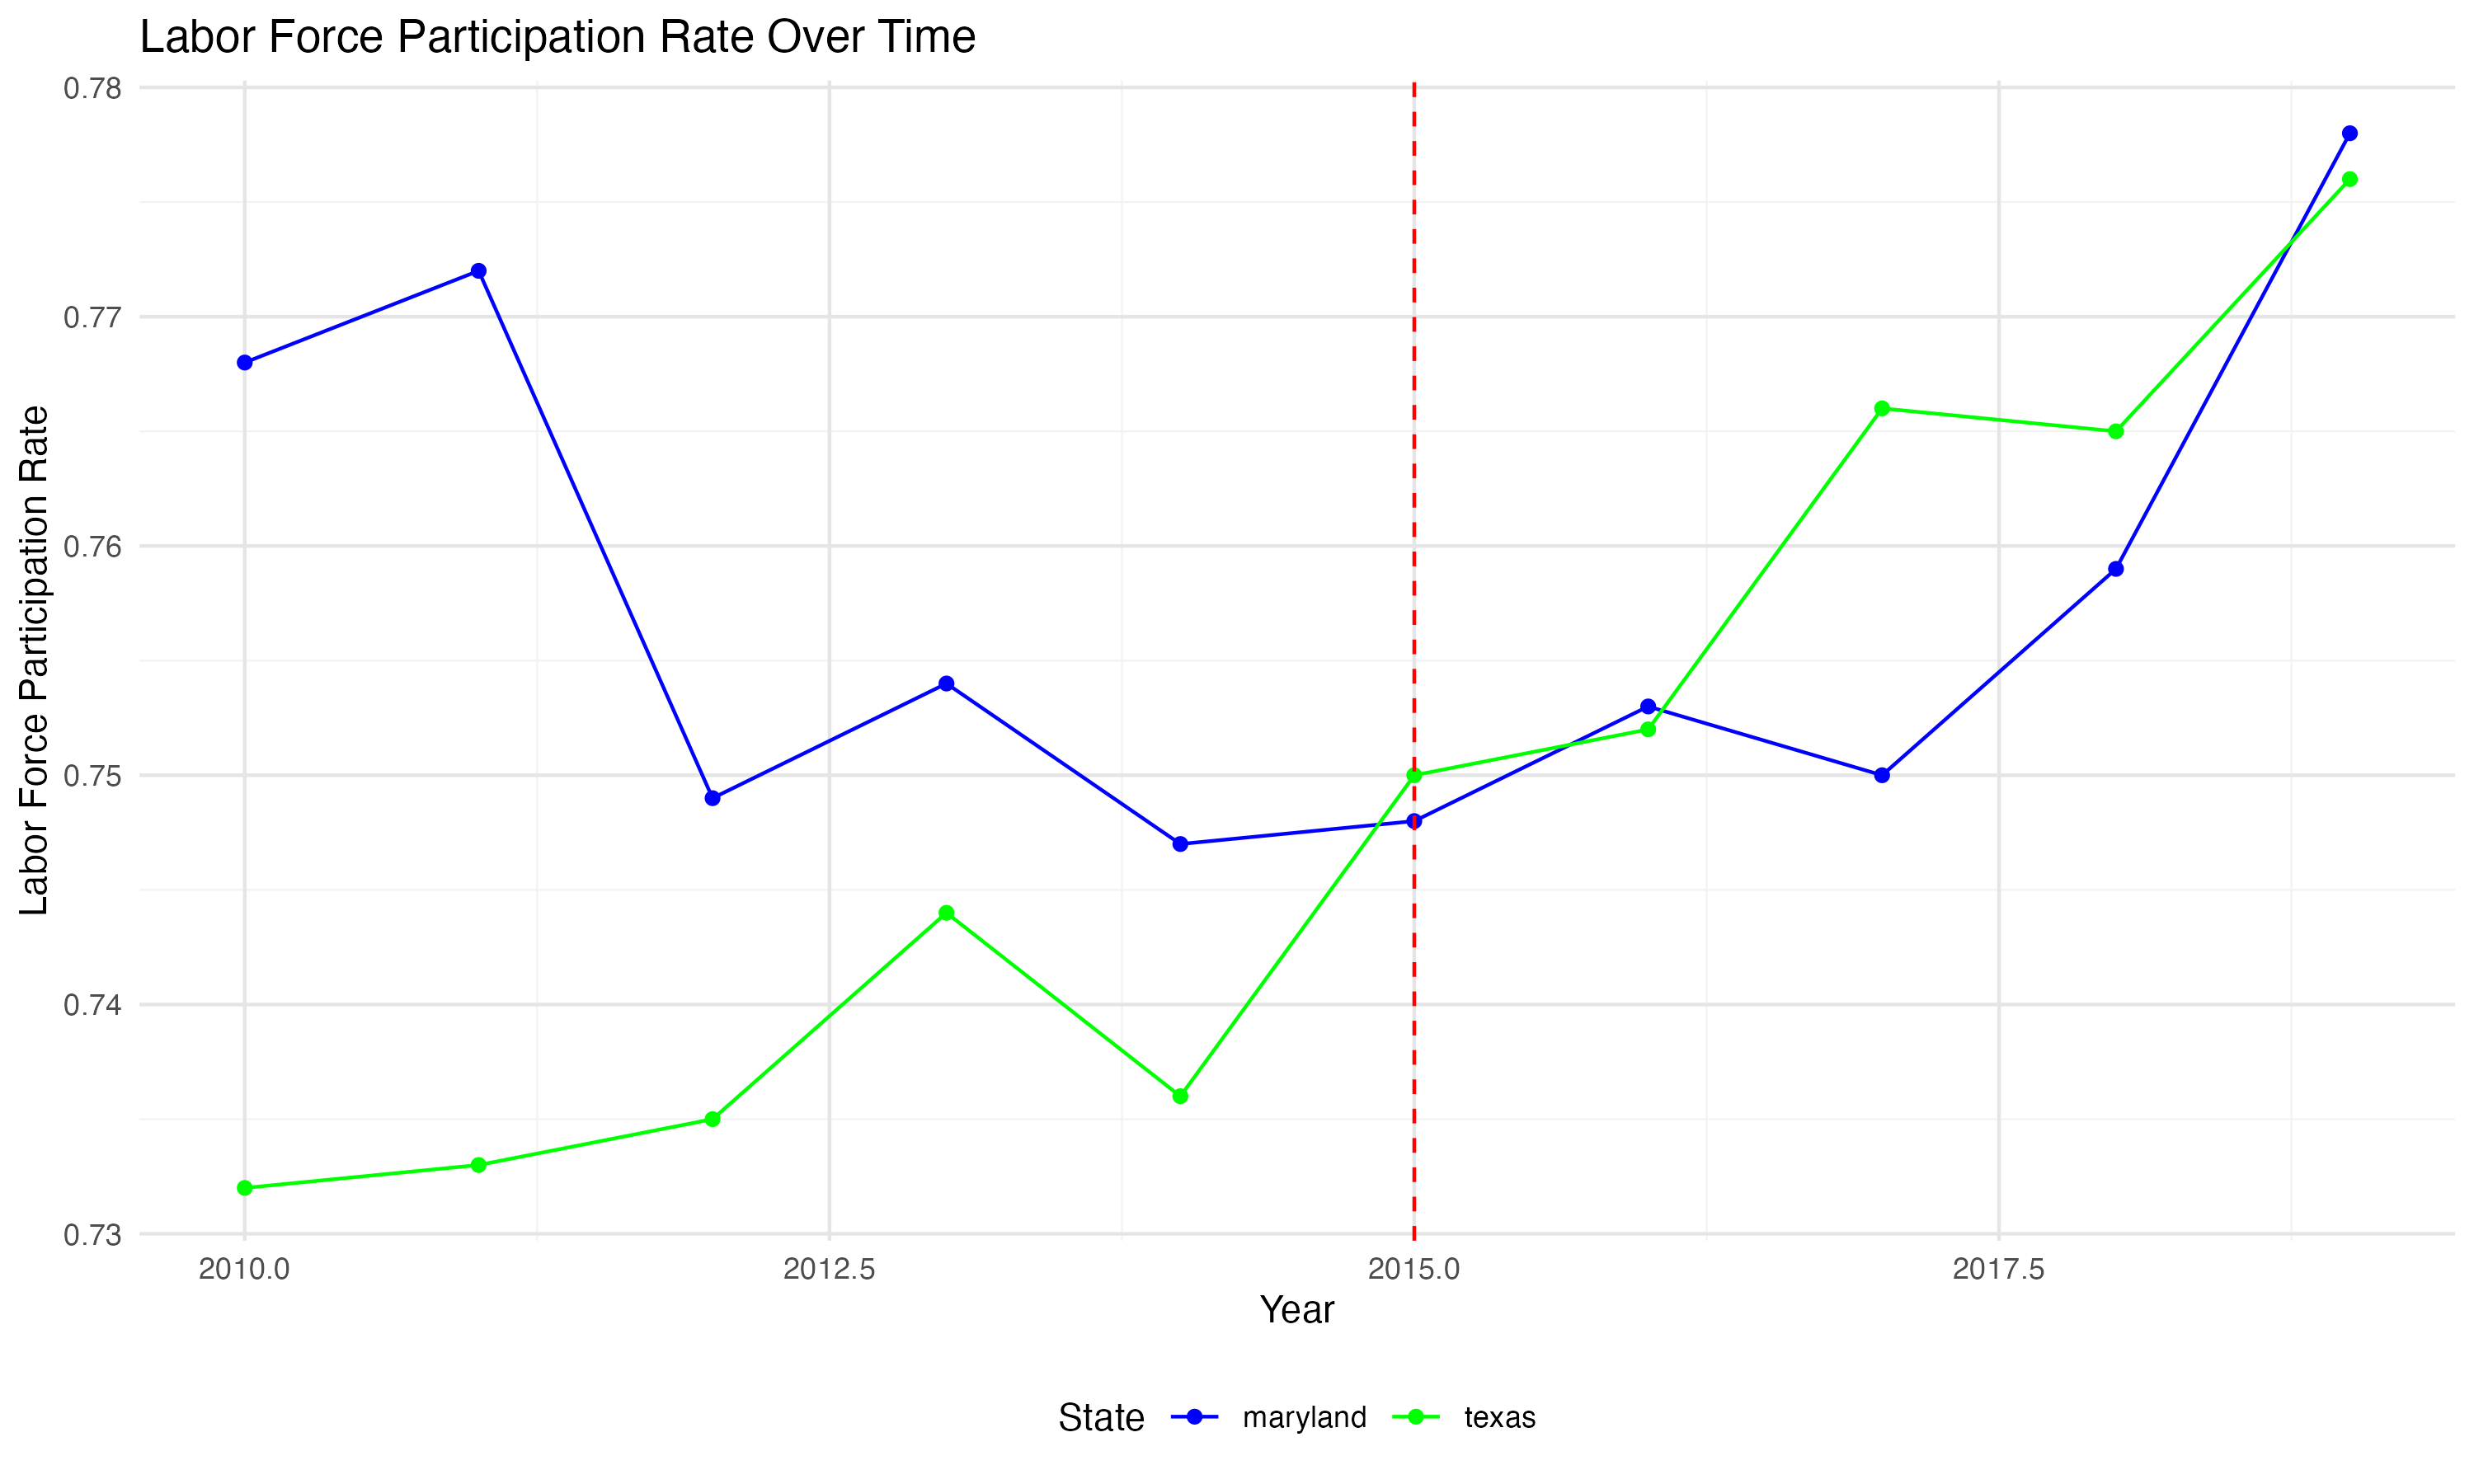 Labor Force Participation Rate Over Time
0.78
0.77
0.76
0.75
0.74
0.73
Labor Force Participation Rate
2010.0 2012.5 2015.0 2017.5
Year
State maryland texas